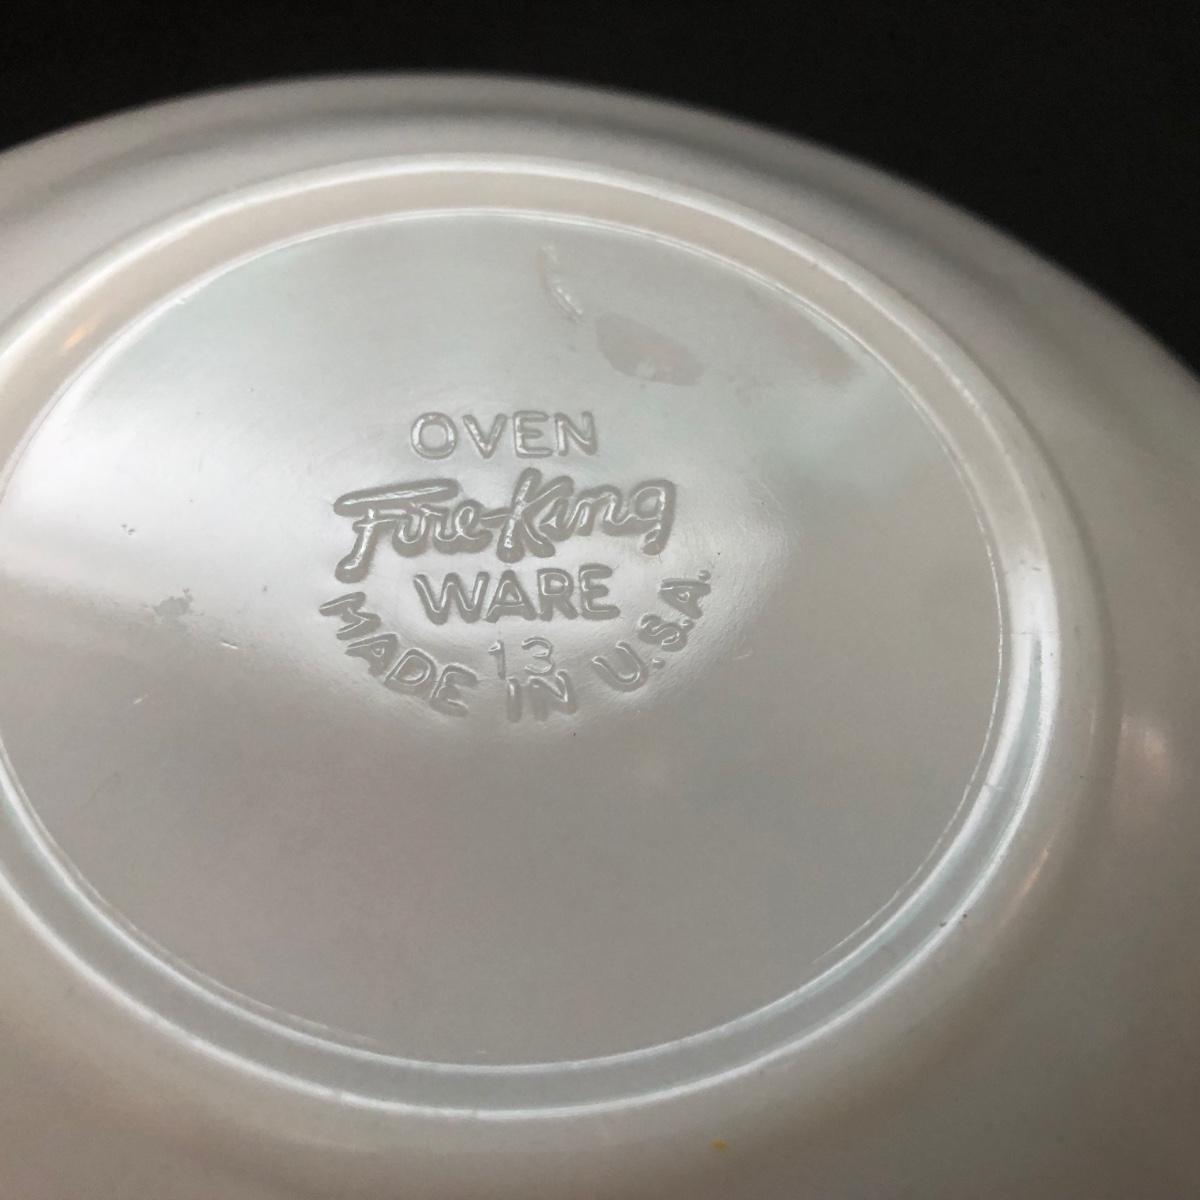 OVEN
Fire-King
WARE
13
MADE IN U.S.A.